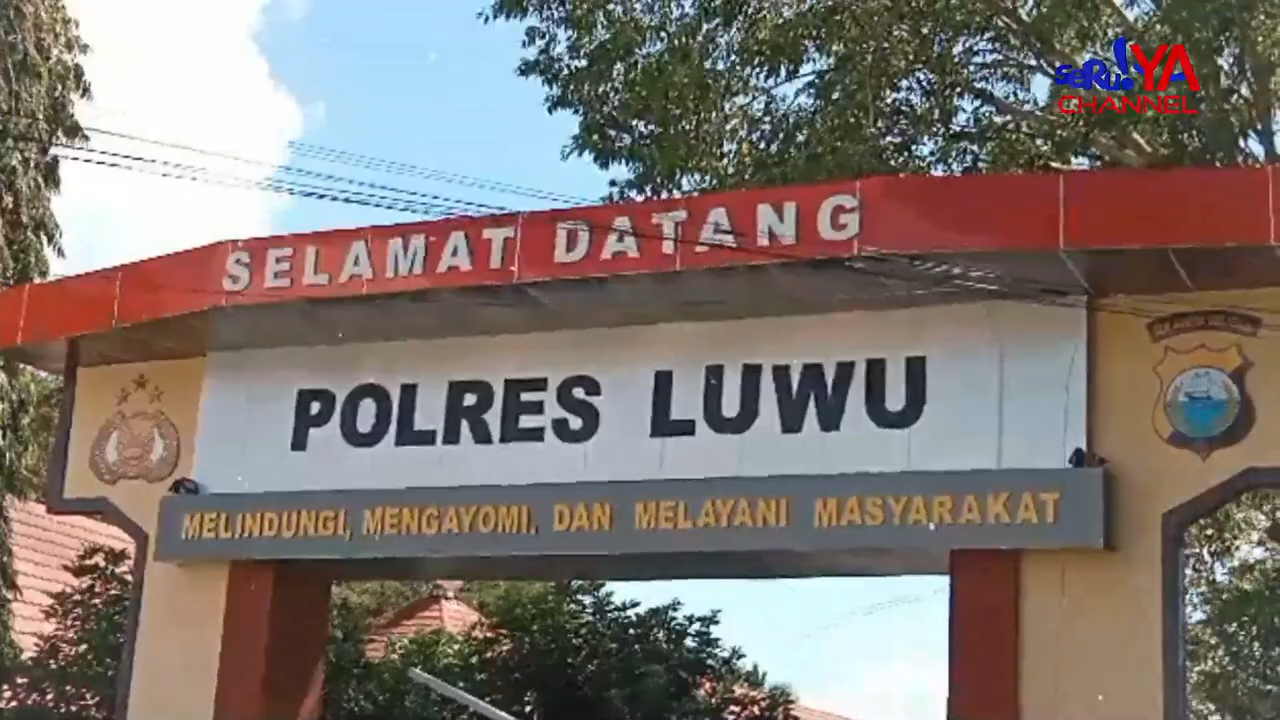 seRu!YA
CHANNEL
SELAMAT DATANG
POLRES LUWU
MELINDUNGI, MENGAYOMI, DAN MELAYANI MASYARAKAT